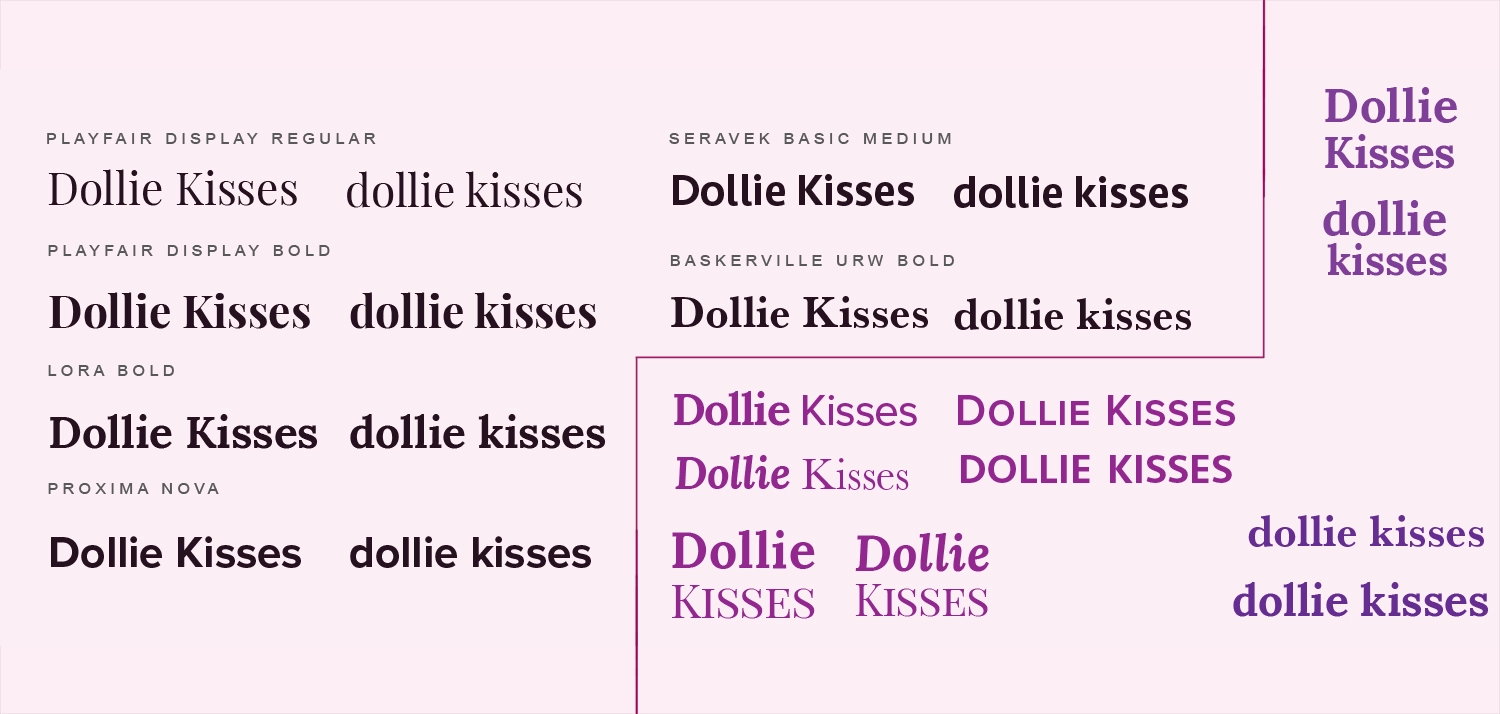 PLAYFAIR DISPLAY REGULAR
Dollie Kisses dollie kisses
PLAYFAIR DISPLAY BOLD
Dollie Kisses dollie kisses
LORA BOLD
Dollie Kisses dollie kisses
PROXIMA NOVA
Dollie Kisses dollie kisses
SERAVEK BASIC MEDIUM
Dollie Kisses dollie kisses
BASKERVILLE URW BOLD
Dollie Kisses dollie kisses
Dollie Kisses DOLLIE KISSES
Dollie Kisses DOLLIE KISSES
Dollie
KISSES
Dollie
KISSES
Dollie
Kisses
dollie
kisses
dollie kisses
dollie kisses